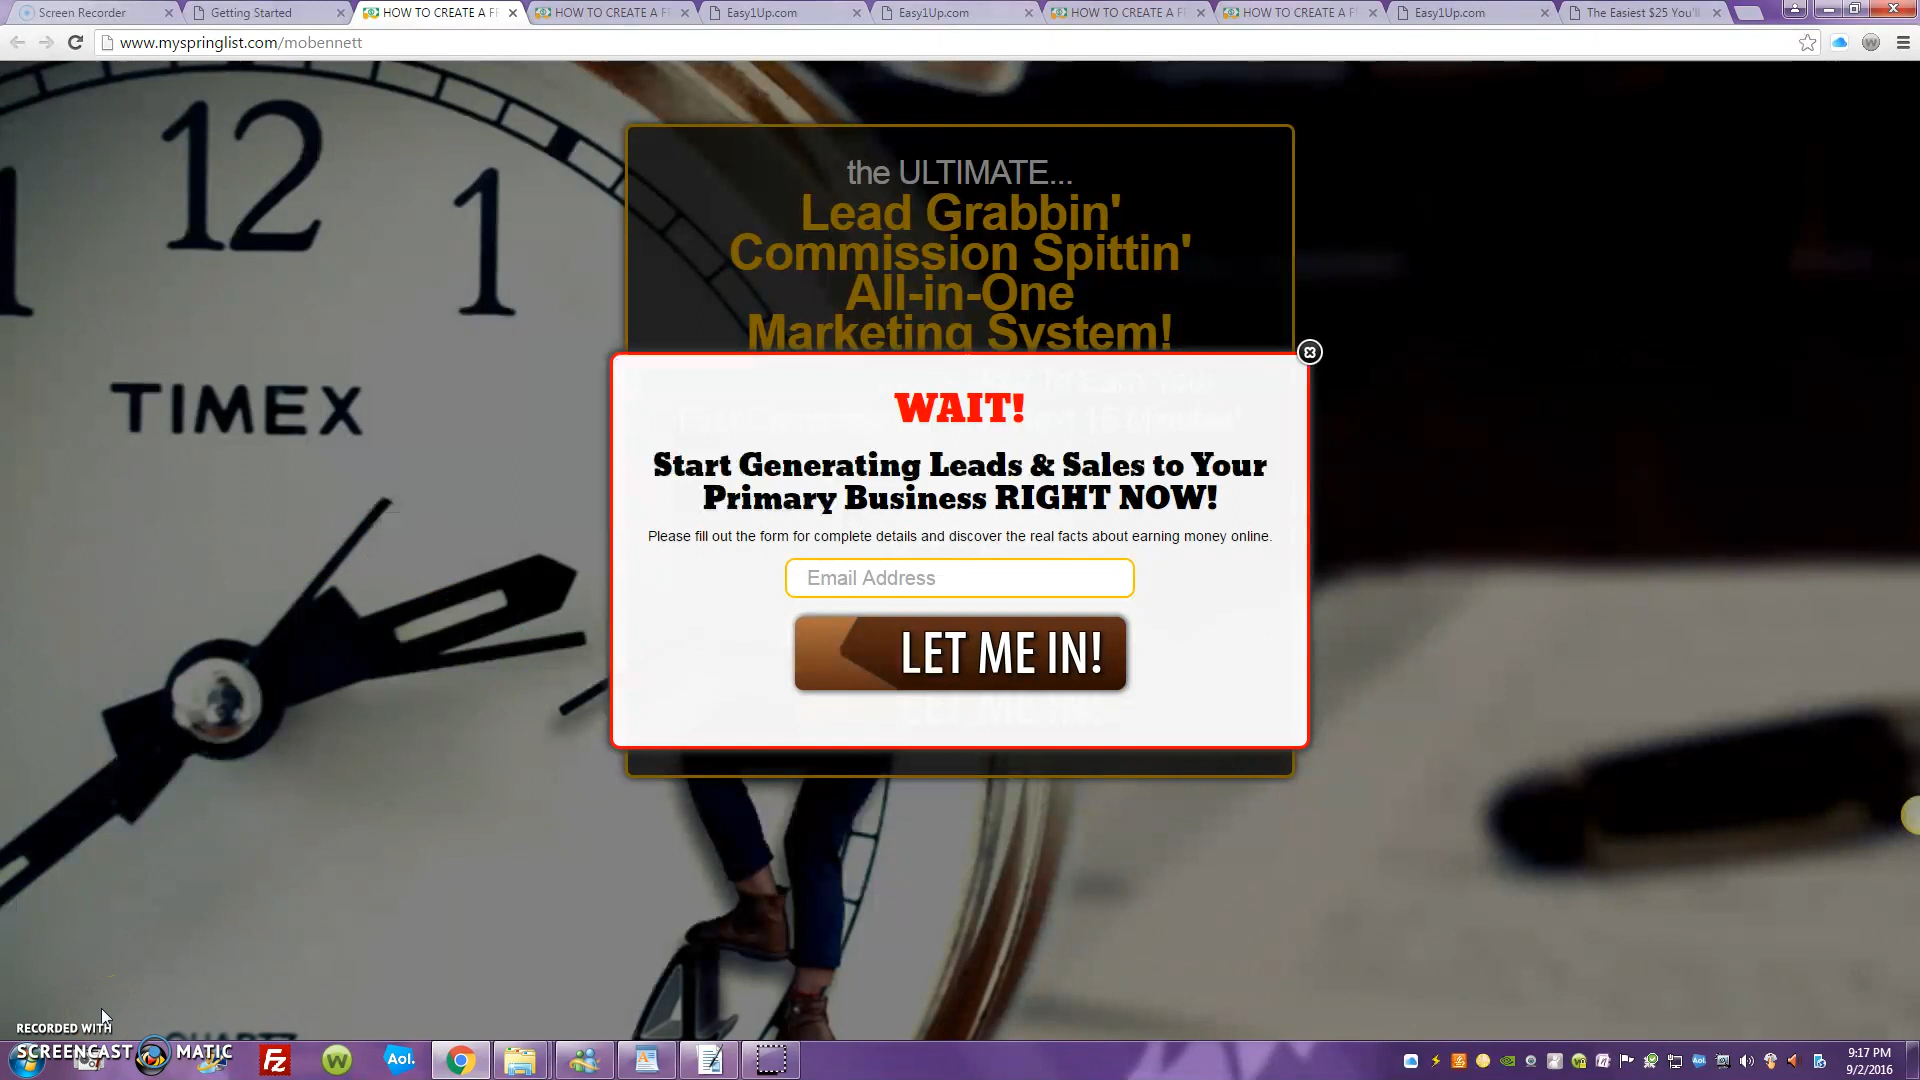 Screen Recorder
Getting Started
HOW TO CREATE A F
HOW TO CREATE A F
Easy1Up.com
Easy1Up.com
HOW TO CREATE A F
HOW TO CREATE A F
Easy1Up.com
The Easiest $25 You'll
www.myspringlist.com/mobennett
12
1
1
TIMEX
QUARTZ
the ULTIMATE...
Lead Grabbin'
Commission Spittin'
All-in-One
Marketing System!
WAIT!
Start Generating Leads & Sales to Your
Primary Business RIGHT NOW!
Please fill out the form for complete details and discover the real facts about earning money online.
Email Address
LET ME IN!
RECORDED WITH
SCREENCAST MATIC
Fz
W
Aol.
9:17 PM
9/2/2016